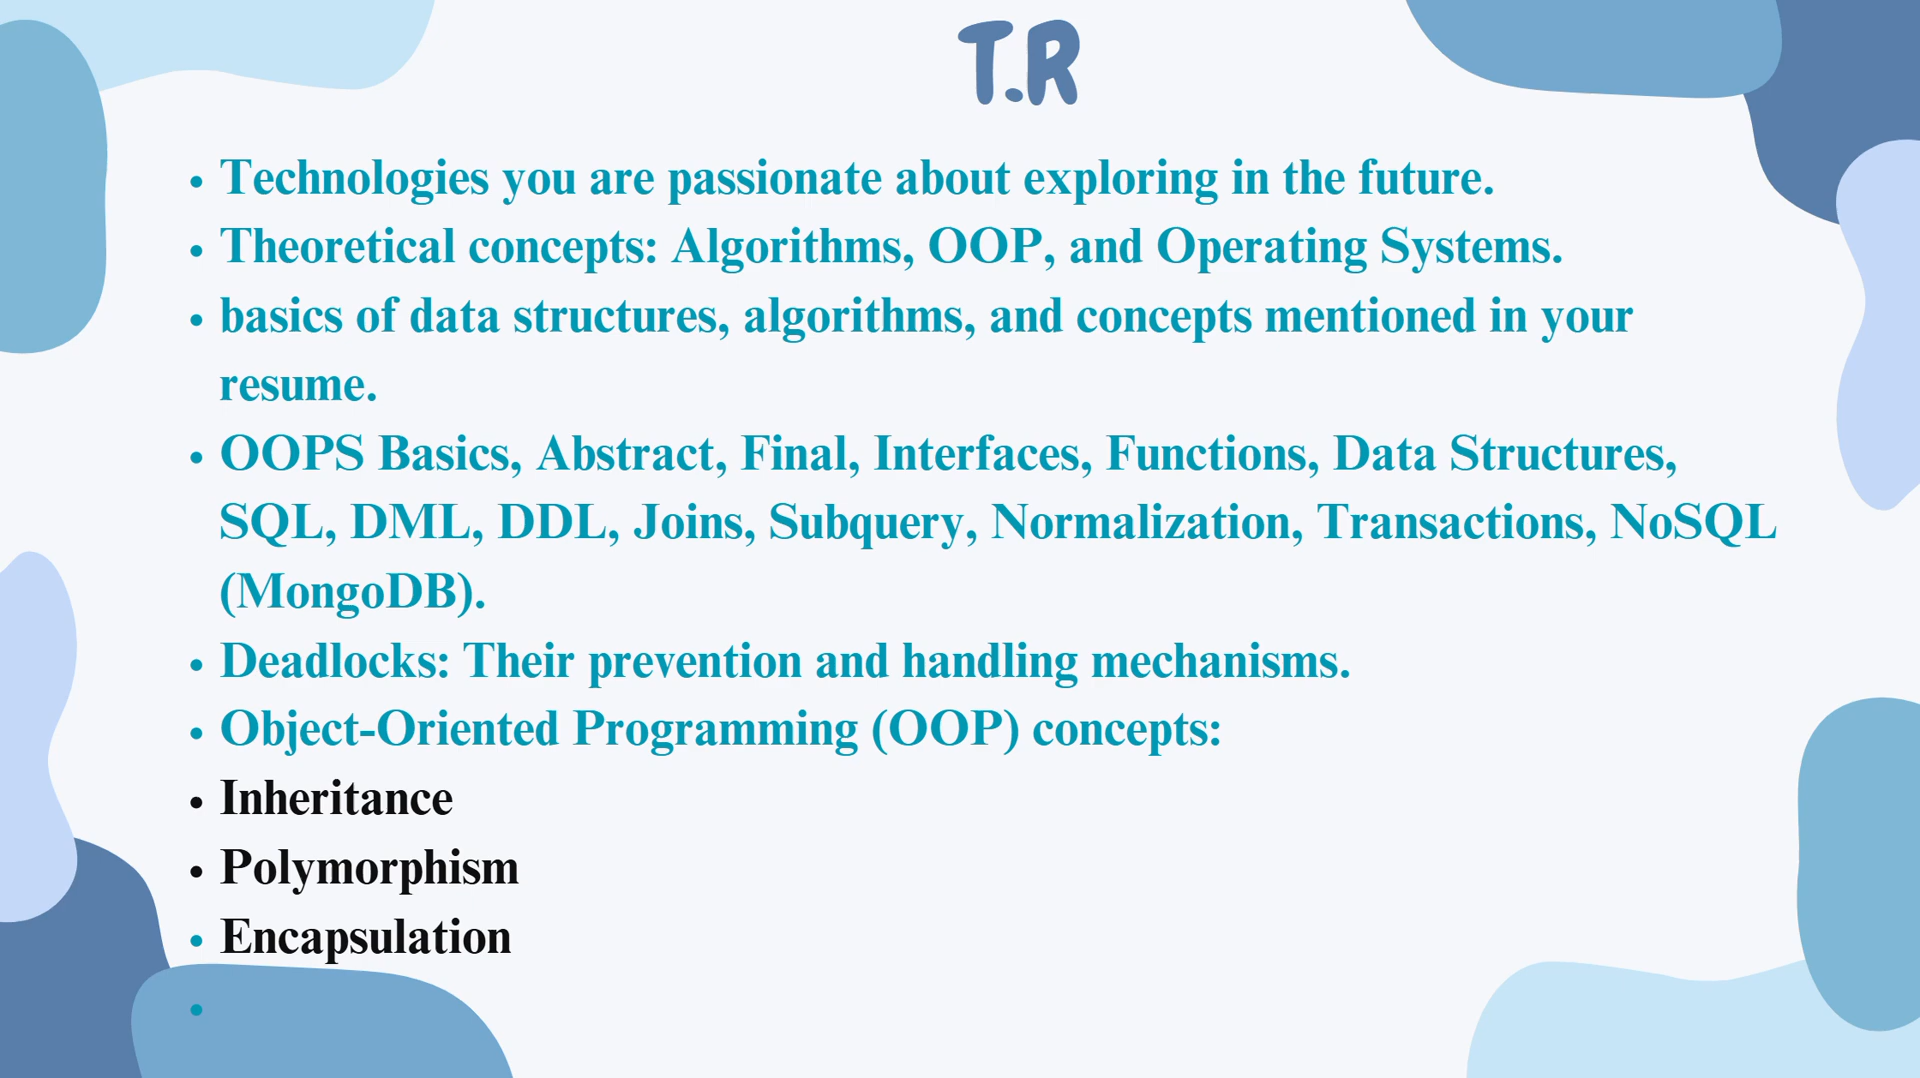 T.R
• Technologies you are passionate about exploring in the future.
• Theoretical concepts: Algorithms, OOP, and Operating Systems.
• basics of data structures, algorithms, and concepts mentioned in your
resume.
• OOPS Basics, Abstract, Final, Interfaces, Functions, Data Structures,
SQL, DML, DDL, Joins, Subquery, Normalization, Transactions, NoSQL
(MongoDB).
• Deadlocks: Their prevention and handling mechanisms.
• Object-Oriented Programming (OOP) concepts:
• Inheritance
• Polymorphism
• Encapsulation
•